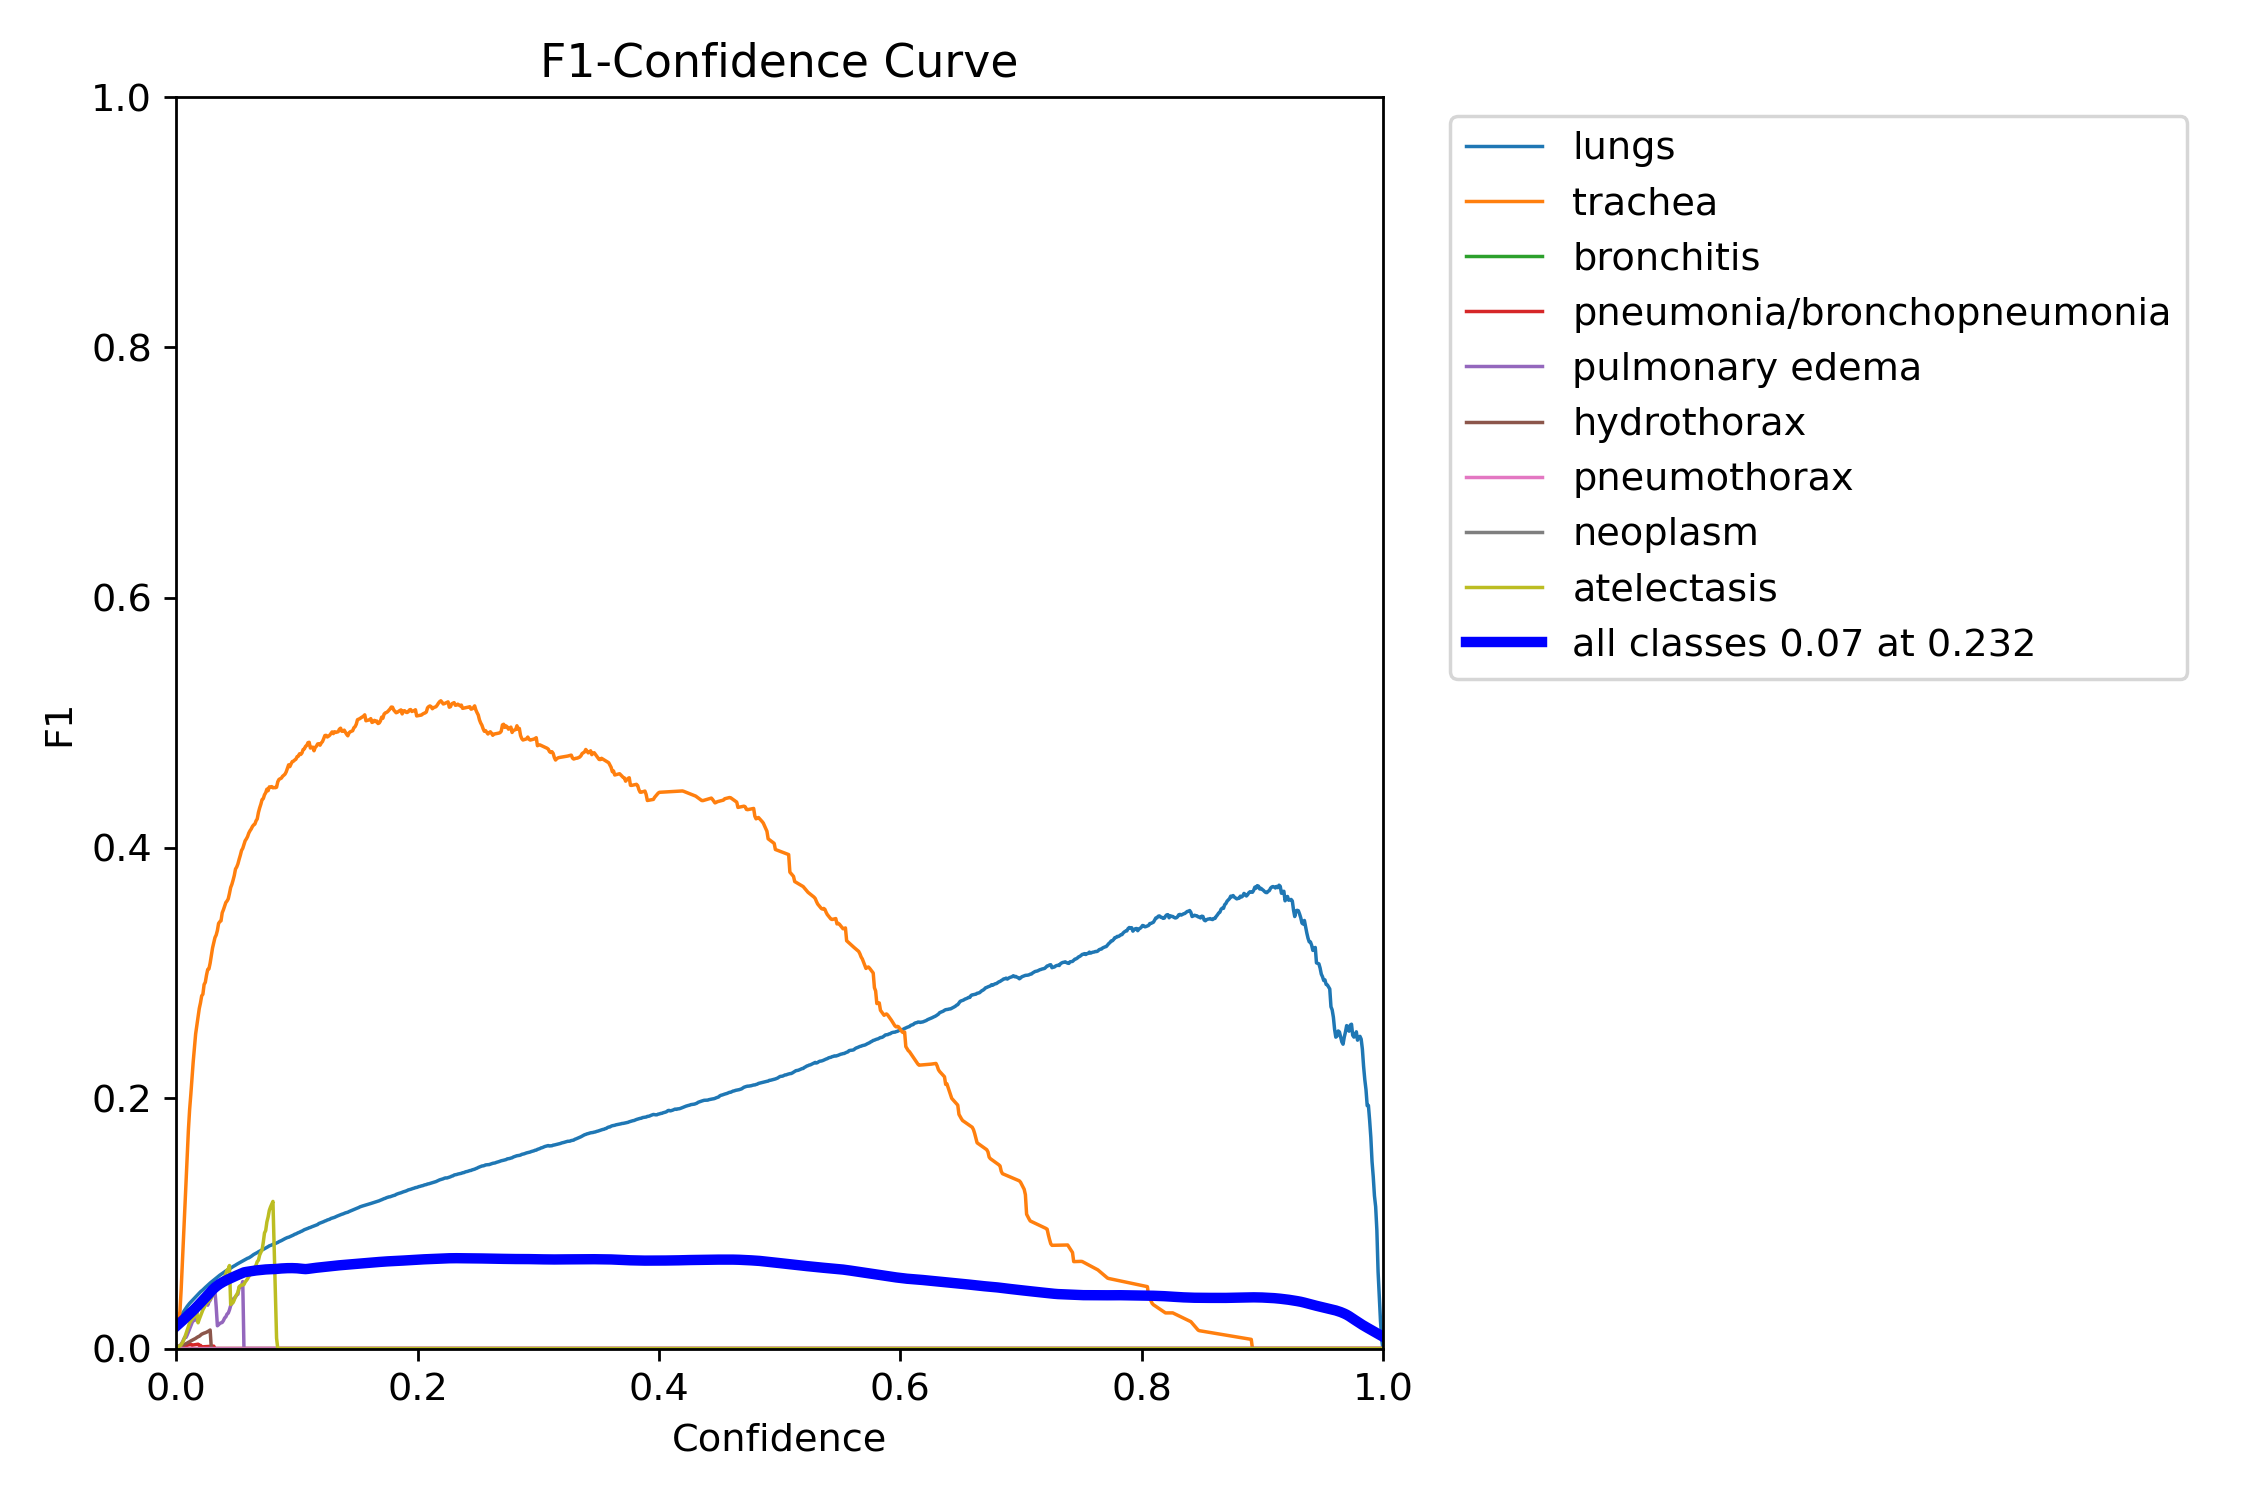 F1-Confidence Curve
1.0
0.8
0.6
0.4
0.2
0.0
F1
0.0 0.2 0.4 0.6 0.8 1.0
Confidence
lungs
trachea
bronchitis
pneumonia/bronchopneumonia
pulmonary edema
hydrothorax
pneumothorax
neoplasm
atelectasis
all classes 0.07 at 0.232